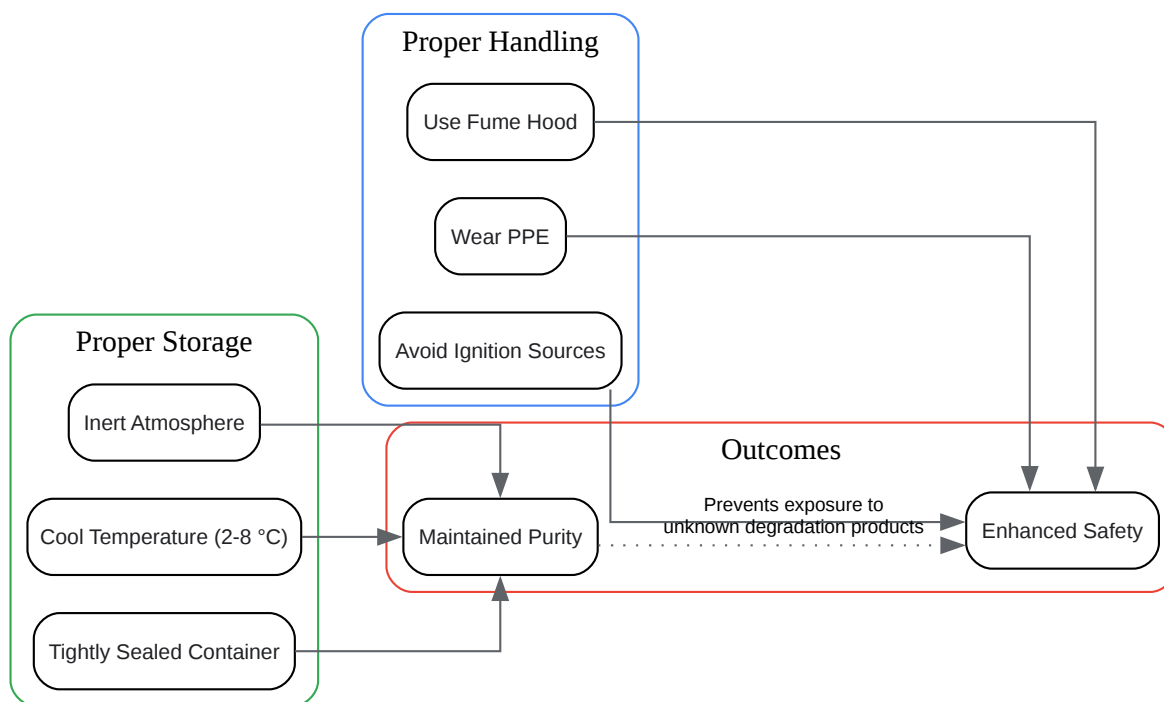 Proper Handling
Use Fume Hood
Wear PPE
Avoid Ignition Sources
Proper Storage
Inert Atmosphere
Cool Temperature (2-8 °C)
Tightly Sealed Container
Outcomes
Maintained Purity
Prevents exposure to
unknown degradation products
Enhanced Safety